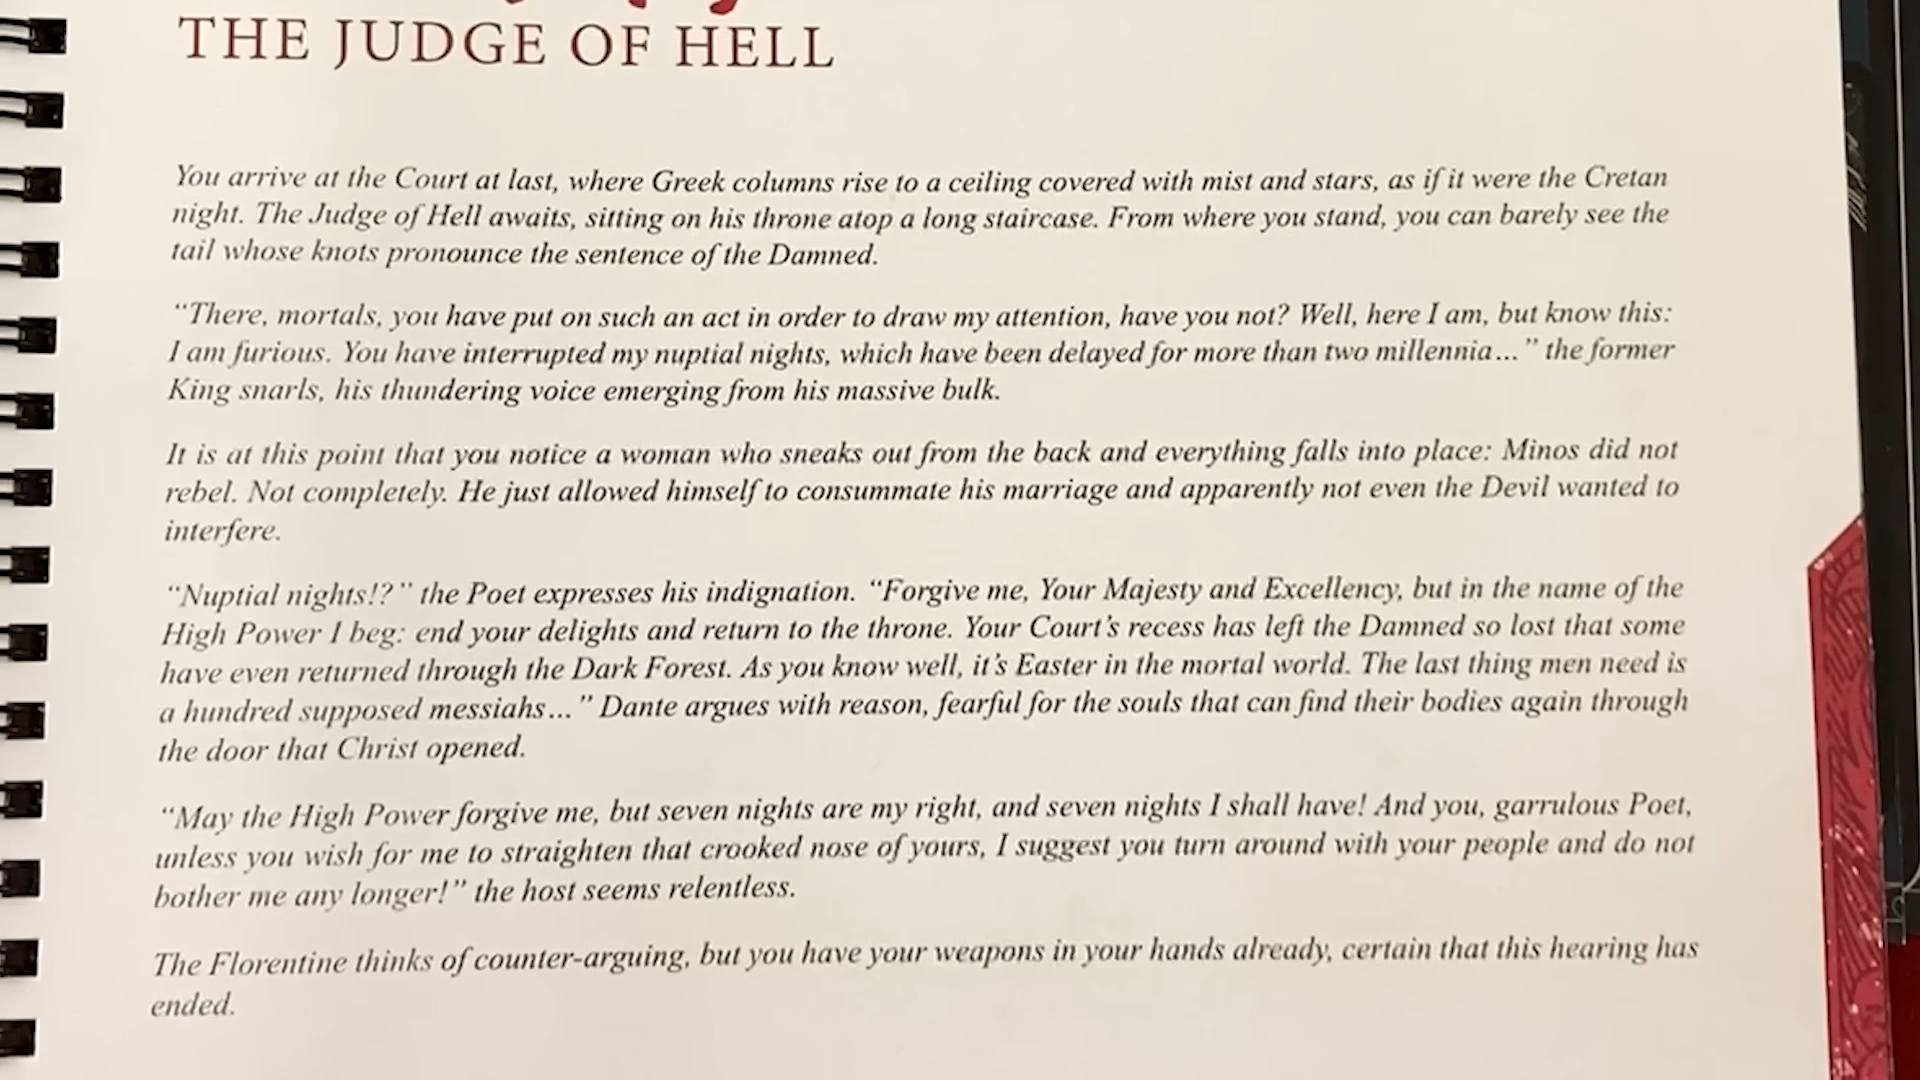 THE JUDGE OF HELL
You arrive at the Court at last, where Greek columns rise to a ceiling covered with mist and stars, as if it were the Cretan
night. The Judge of Hell awaits, sitting on his throne atop a long staircase. From where you stand, you can barely see the
tail whose knots pronounce the sentence of the Damned.
“There, mortals, you have put on such an act in order to draw my attention, have you not? Well, here I am, but know this:
I am furious. You have interrupted my nuptial nights, which have been delayed for more than two millennia…” the former
King snarls, his thundering voice emerging from his massive bulk.
It is at this point that you notice a woman who sneaks out from the back and everything falls into place: Minos did not
rebel. Not completely. He just allowed himself to consummate his marriage and apparently not even the Devil wanted to
interfere.
“Nuptial nights!?” the Poet expresses his indignation. “Forgive me, Your Majesty and Excellency, but in the name of the
High Power I beg: end your delights and return to the throne. Your Court’s recess has left the Damned so lost that some
have even returned through the Dark Forest. As you know well, it’s Easter in the mortal world. The last thing men need is
a hundred supposed messiahs…” Dante argues with reason, fearful for the souls that can find their bodies again through
the door that Christ opened.
“May the High Power forgive me, but seven nights are my right, and seven nights I shall have! And you, garrulous Poet,
unless you wish for me to straighten that crooked nose of yours, I suggest you turn around with your people and do not
bother me any longer!” the host seems relentless.
The Florentine thinks of counter-arguing, but you have your weapons in your hands already, certain that this hearing has
ended.